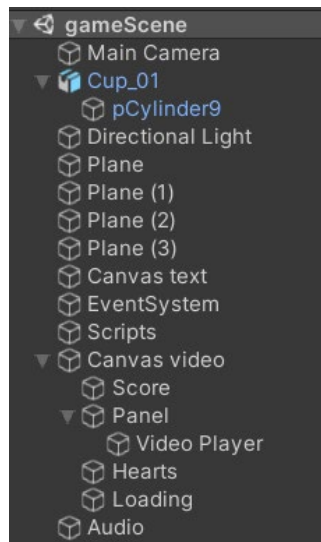 gameScene
Main Camera
Cup_01
pCylinder9
Directional Light
Plane
Plane (1)
Plane (2)
Plane (3)
Canvas text
EventSystem
Scripts
Canvas video
Score
Panel
Video Player
Hearts
Loading
Audio